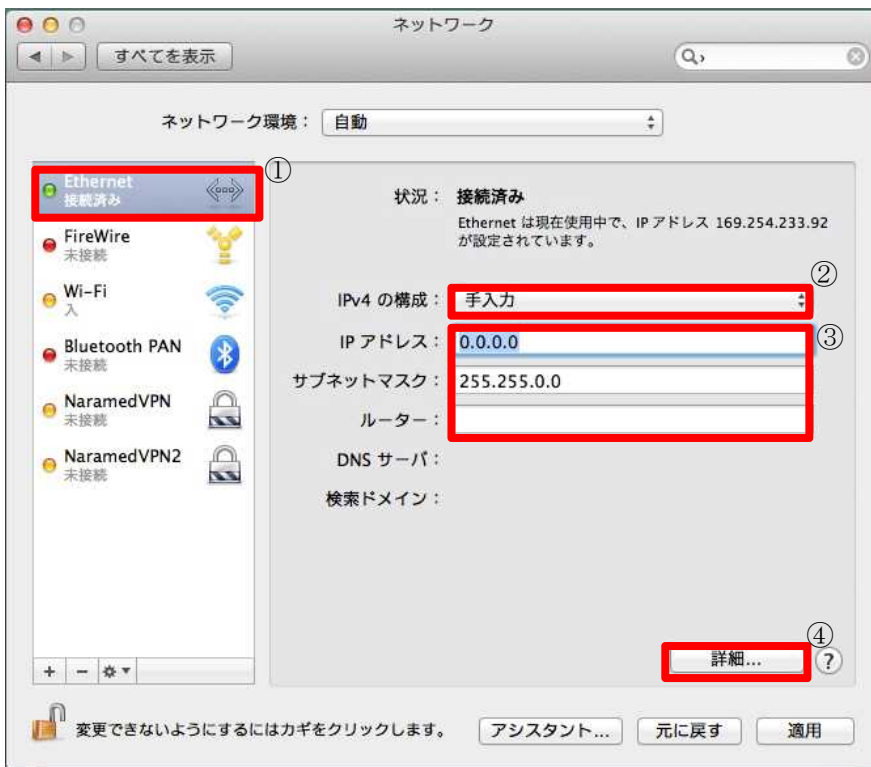 ネットワーク
すべてを表示
ネットワーク環境： 自動
①
Ethernet
接続済み
FireWire
未接続
Wi-Fi
入
Bluetooth PAN
未接続
NaramedVPN
未接続
NaramedVPN2
未接続
状況： 接続済み
Ethernet は現在使用中で、IP アドレス 169.254.233.92
が設定されています。
②
IPv4 の構成： 手入力
③
IP アドレス： 0.0.0.0
サブネットマスク： 255.255.0.0
ルーター：
DNS サーバ：
検索ドメイン：
④
詳細... ?
+ −
変更できないようにするにはカギをクリックします。 アシスタント... 元に戻す 適用